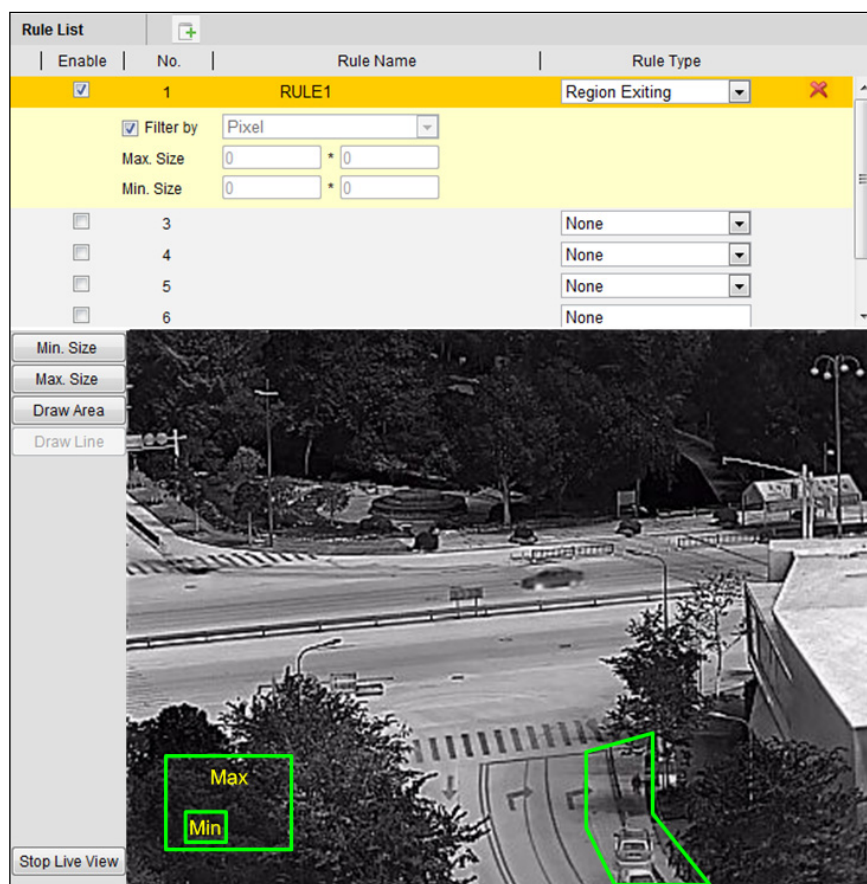 Rule List
Enable No. Rule Name Rule Type
1 RULE1 Region Exiting
Filter by Pixel
Max. Size 0 * 0
Min. Size 0 * 0
3 None
4 None
5 None
6 None
Min. Size
Max. Size
Draw Area
Draw Line
Max
Min
Stop Live View